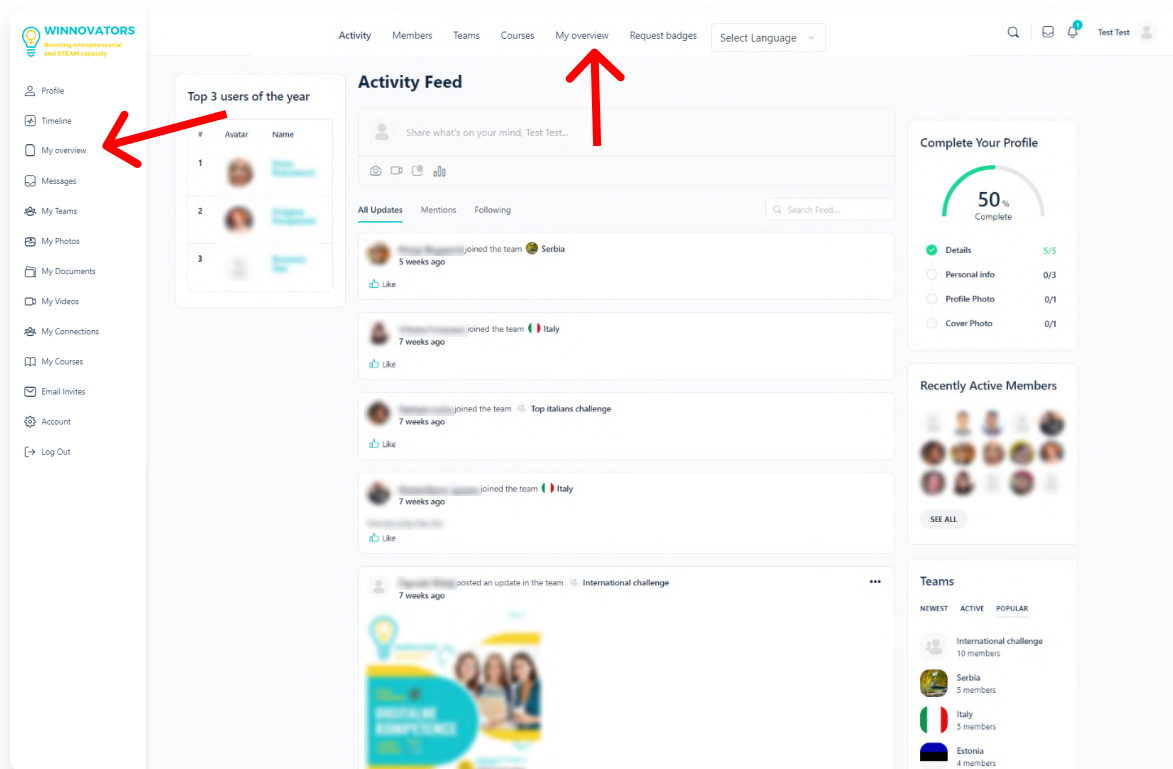 WINNOVATORS
Boosting entrepreneurial
and STEAM capacity
Activity Members Teams Courses My overview Request badges Select Language
1
Test Test
Profile
Timeline
My overview
Messages
My Teams
My Photos
My Documents
My Videos
My Connections
My Courses
Email Invites
Account
Log Out
Top 3 users of the year
# Avatar Name
1
2
3
Activity Feed
Share what's on your mind, Test Test...
All Updates Mentions Following
Search Feed...
joined the team Serbia
5 weeks ago
Like
joined the team Italy
7 weeks ago
Like
joined the team Top italians challenge
7 weeks ago
Like
joined the team Italy
7 weeks ago
Like
posted an update in the team International challenge
7 weeks ago
DIGITALNE
KOMPETENCE
Complete Your Profile
50 %
Complete
Details 5/5
Personal info 0/3
Profile Photo 0/1
Cover Photo 0/1
Recently Active Members
SEE ALL
Teams
NEWEST ACTIVE POPULAR
International challenge
10 members
Serbia
5 members
Italy
5 members
Estonia
4 members